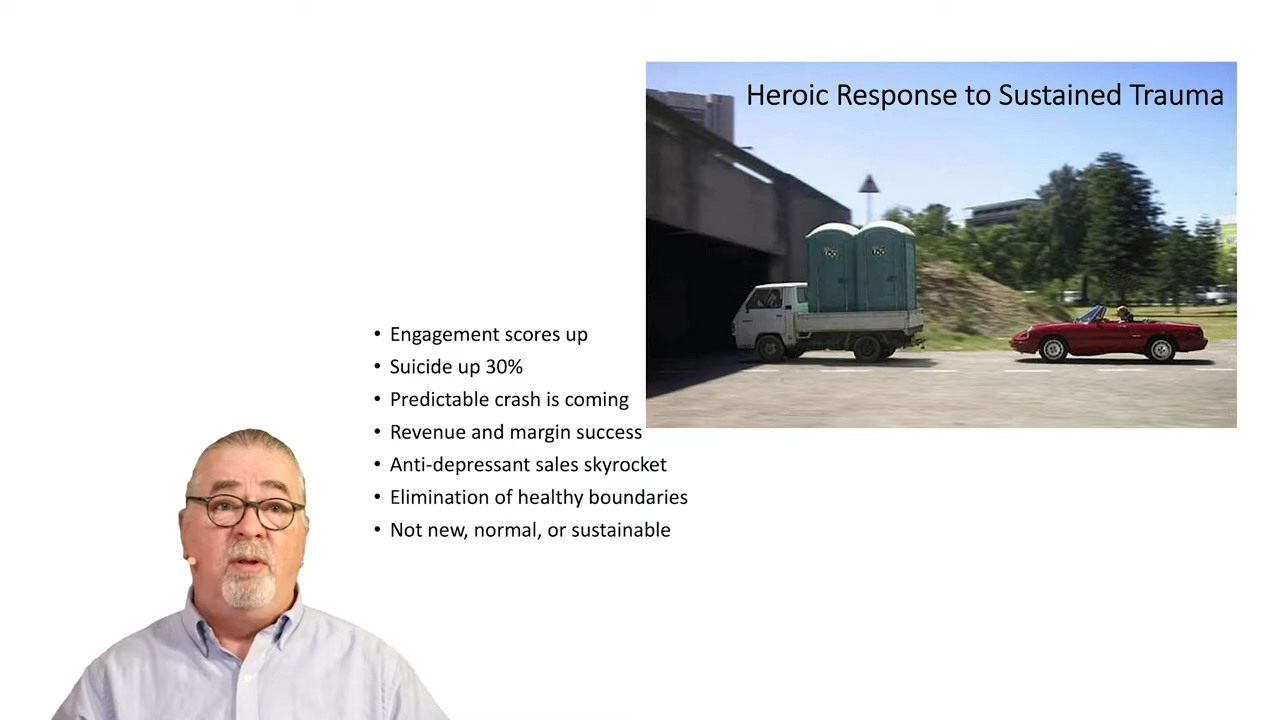 Heroic Response to Sustained Trauma
• Engagement scores up
• Suicide up 30%
• Predictable crash is coming
• Revenue and margin success
• Anti-depressant sales skyrocket
• Elimination of healthy boundaries
• Not new, normal, or sustainable